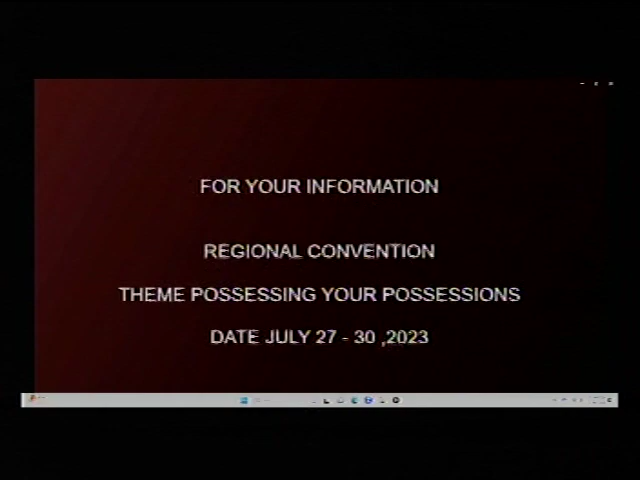 FOR YOUR INFORMATION
REGIONAL CONVENTION
THEME POSSESSING YOUR POSSESSIONS
DATE JULY 27 - 30 ,2023